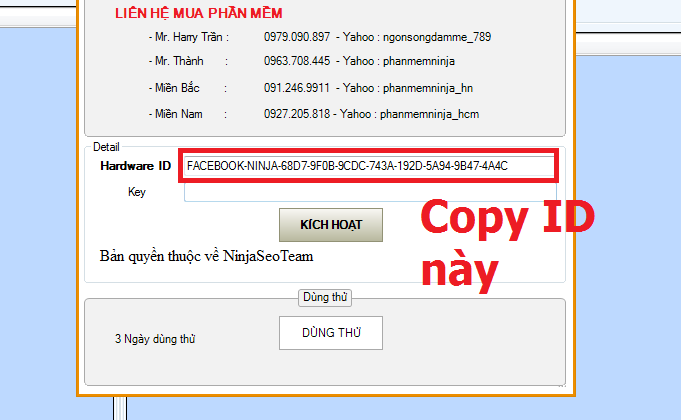 LIÊN HỆ MUA PHẦN MỀM
- Mr. Harry Trần : 0979.090.897 - Yahoo : ngonsongdamme_789
- Mr. Thành : 0963.708.445 - Yahoo : phanmemninja
- Miền Bắc : 091.246.9911 - Yahoo : phanmemninja_hn
- Miền Nam : 0927.205.818 - Yahoo : phanmemninja_hcm
Detail
Hardware ID FACEBOOK-NINJA-68D7-9F0B-9CDC-743A-192D-5A94-9B47-4A4C
Key
KÍCH HOẠT
Copy ID
này
Bản quyền thuộc về NinjaSeoTeam
Dùng thử
3 Ngày dùng thử
DÙNG THỬ